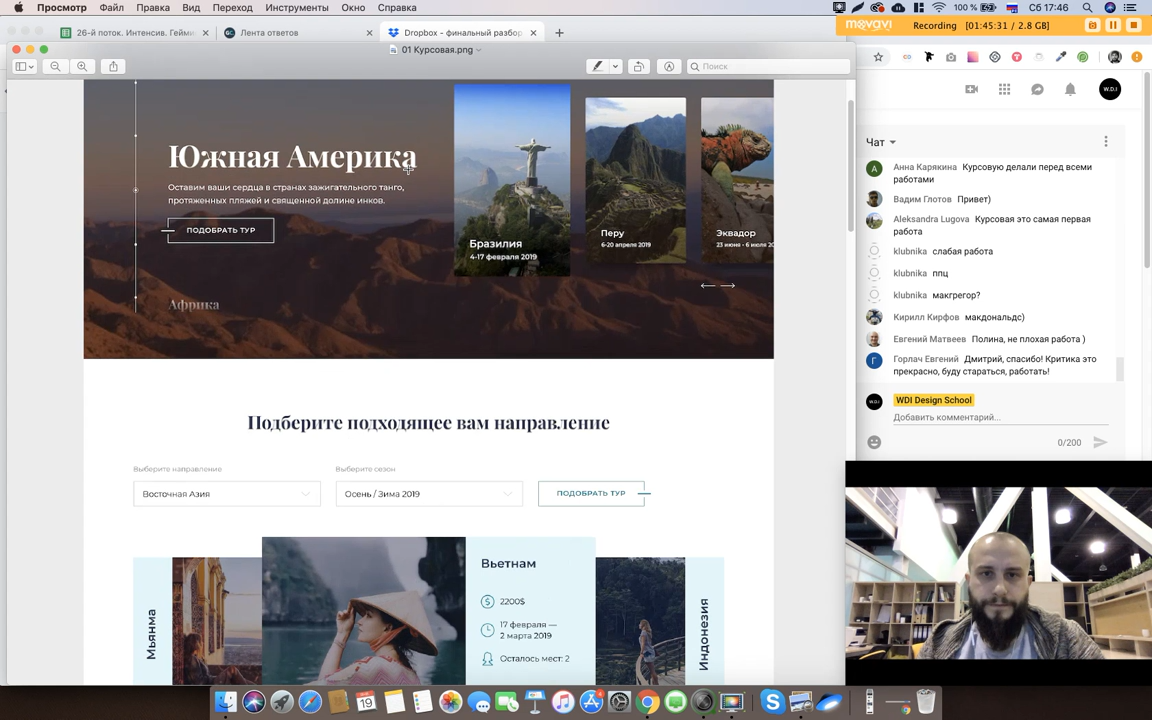 Просмотр Файл Правка Вид Переход Инструменты Окно Справка
100 % Сб 17:46
26-й поток. Интенсив. Гейми
Лента ответов
Dropbox - финальный разбор
movavi Recording [01:45:31 / 2.8 GB]
01 Курсовая.png
Поиск
W.D.I
Южная Америка
Оставим ваши сердца в странах зажигательного танго,
протяженных пляжей и священной долине инков.
ПОДОБРАТЬ ТУР
Африка
Бразилия
4-17 февраля 2019
Перу
6-20 апреля 2019
Эквадор
23 июня - 6 июля 20
Подберите подходящее вам направление
Выберите направление
Восточная Азия
Выберите сезон
Осень / Зима 2019
ПОДОБРАТЬ ТУР
Мьянма
Вьетнам
2200$
17 февраля —
2 марта 2019
Осталось мест: 2
Индонезия
Чат
Анна Карякина Курсовую делали перед всеми
работами
Вадим Глотов Привет)
Aleksandra Lugova Курсовая это самая первая
работа
klubnika слабая работа
klubnika ппц
klubnika макгрегор?
Кирилл Кирфов макдональдс)
Евгений Матвеев Полина, не плохая работа )
Горлач Евгений Дмитрий, спасибо! Критика это
прекрасно, буду стараться, работать!
WDI Design School
Добавить комментарий...
0/200